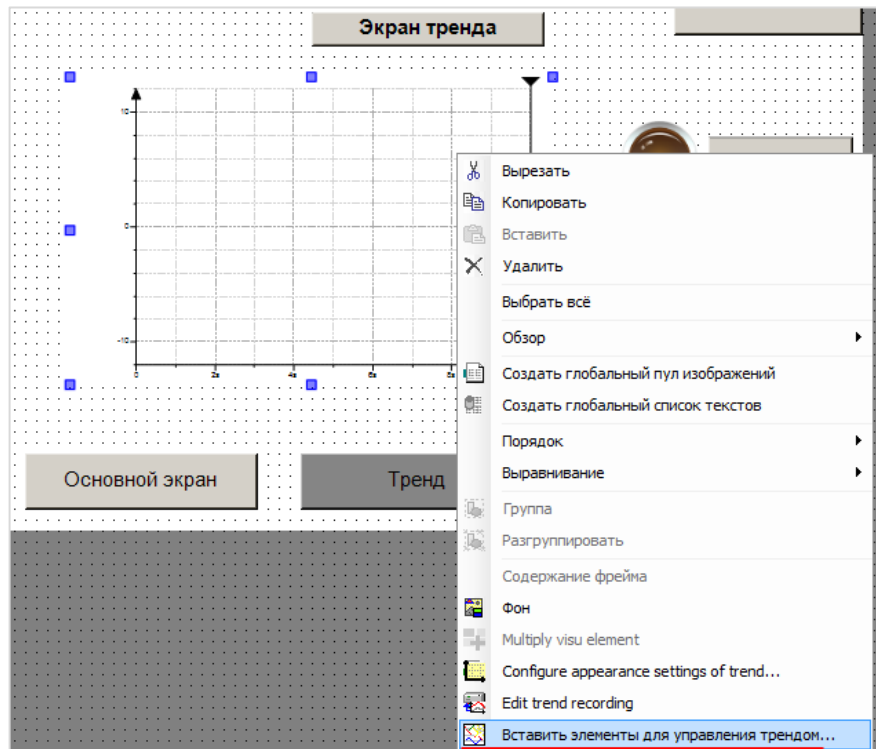 Экран тренда
10
0
-10
0
2s
4s
6s
8s
Вырезать
Копировать
Вставить
Удалить
Выбрать всё
Обзор
Создать глобальный пул изображений
Создать глобальный список текстов
Порядок
Выравнивание
Группа
Разгруппировать
Содержание фрейма
Фон
Multiply visu element
Configure appearance settings of trend...
Edit trend recording
Вставить элементы для управления трендом...
Основной экран
Тренд